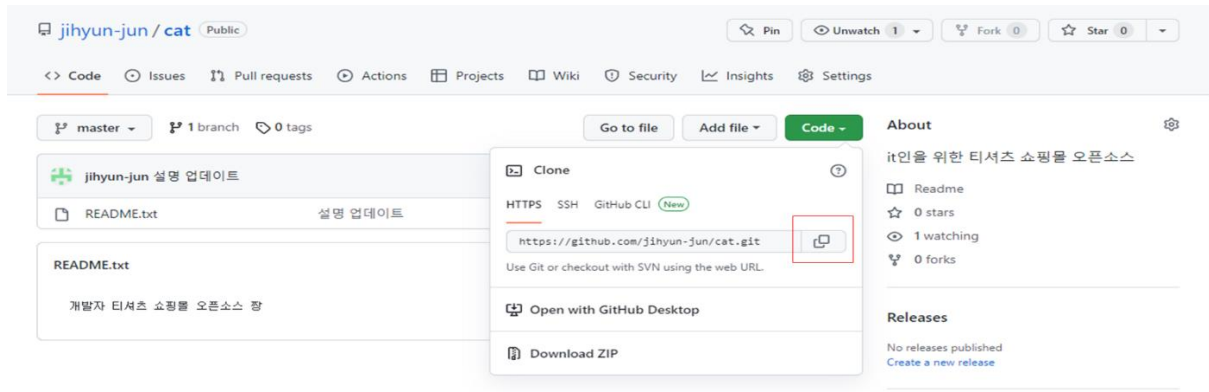 jihyun-jun / cat Public
Pin
Unwatch 1
Fork 0
Star 0
<> Code
Issues
Pull requests
Actions
Projects
Wiki
Security
Insights
Settings
master
1 branch
0 tags
Go to file
Add file
Code
jihyun-jun 설명 업데이트
README.txt 설명 업데이트
README.txt
개발자 티셔츠 쇼핑몰 오픈소스 짱
Clone
HTTPS SSH GitHub CLI New
https://github.com/jihyun-jun/cat.git
Use Git or checkout with SVN using the web URL.
Open with GitHub Desktop
Download ZIP
About
it인을 위한 티셔츠 쇼핑몰 오픈소스
Readme
0 stars
1 watching
0 forks
Releases
No releases published
Create a new release